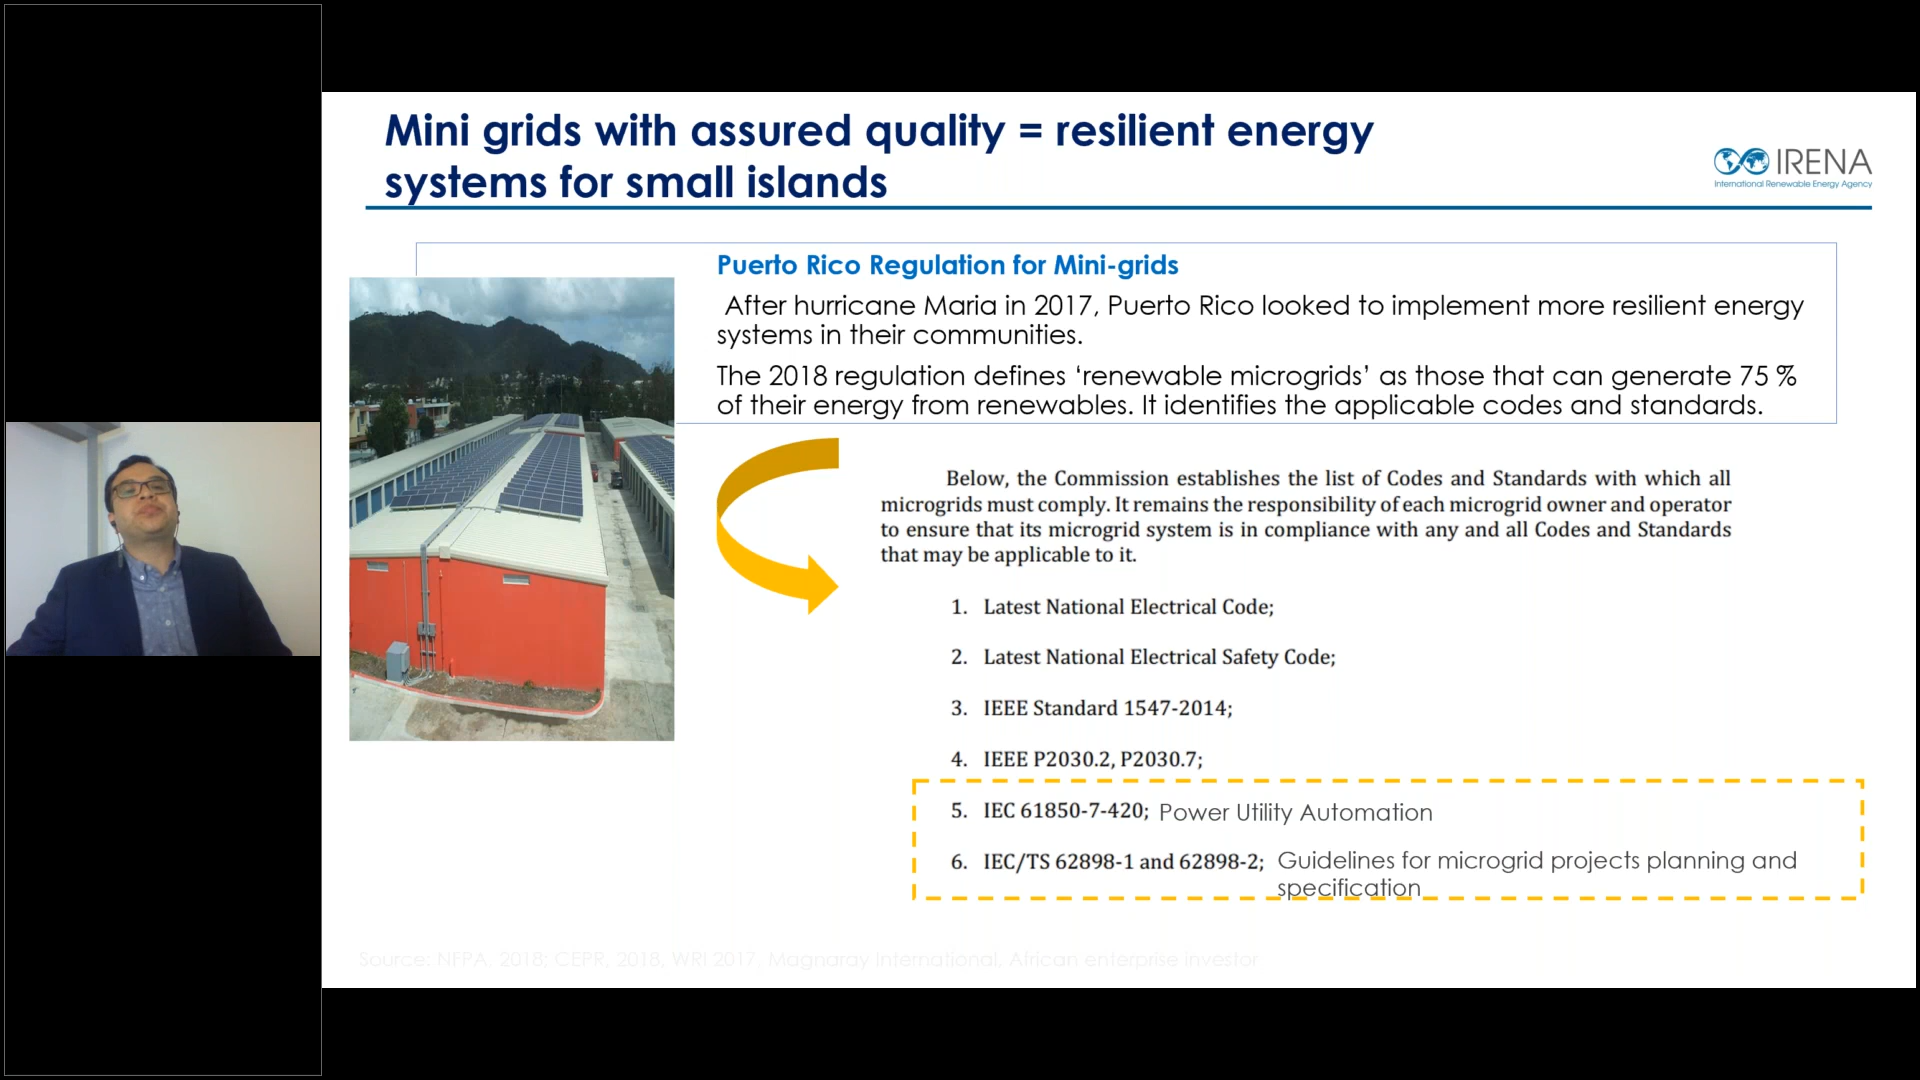 Mini grids with assured quality = resilient energy
systems for small islands
IRENA
International Renewable Energy Agency
Puerto Rico Regulation for Mini-grids
After hurricane Maria in 2017, Puerto Rico looked to implement more resilient energy
systems in their communities.
The 2018 regulation defines ‘renewable microgrids’ as those that can generate 75 %
of their energy from renewables. It identifies the applicable codes and standards.
Below, the Commission establishes the list of Codes and Standards with which all
microgrids must comply. It remains the responsibility of each microgrid owner and operator
to ensure that its microgrid system is in compliance with any and all Codes and Standards
that may be applicable to it.
1. Latest National Electrical Code;
2. Latest National Electrical Safety Code;
3. IEEE Standard 1547-2014;
4. IEEE P2030.2, P2030.7;
5. IEC 61850-7-420; Power Utility Automation
6. IEC/TS 62898-1 and 62898-2; Guidelines for microgrid projects planning and
specification
Source: NFPA, 2018; CEPR, 2018, WRI 2017, Magnaray International, African enterprise investor